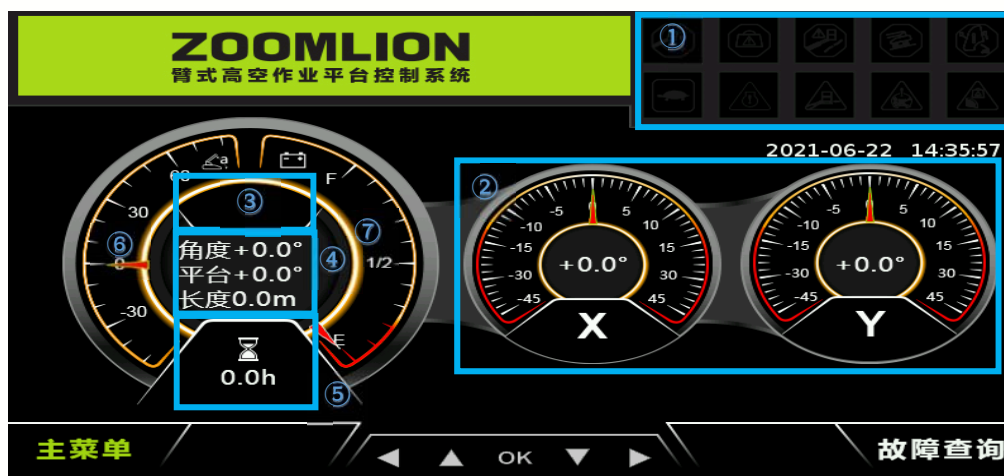 ZOOMLION
臂式高空作业平台控制系统
①
2021-06-22 14:35:57
a
60
F
30
0
-30
1/2
E
③
⑥
⑦
④
角度+0.0°
平台+0.0°
长度0.0m
0.0h
⑤
②
-5 5
-10 10
-15 15
-30 30
-45 45
+0.0°
X
-5 5
-10 10
-15 15
-30 30
-45 45
+0.0°
Y
主菜单
OK
故障查询